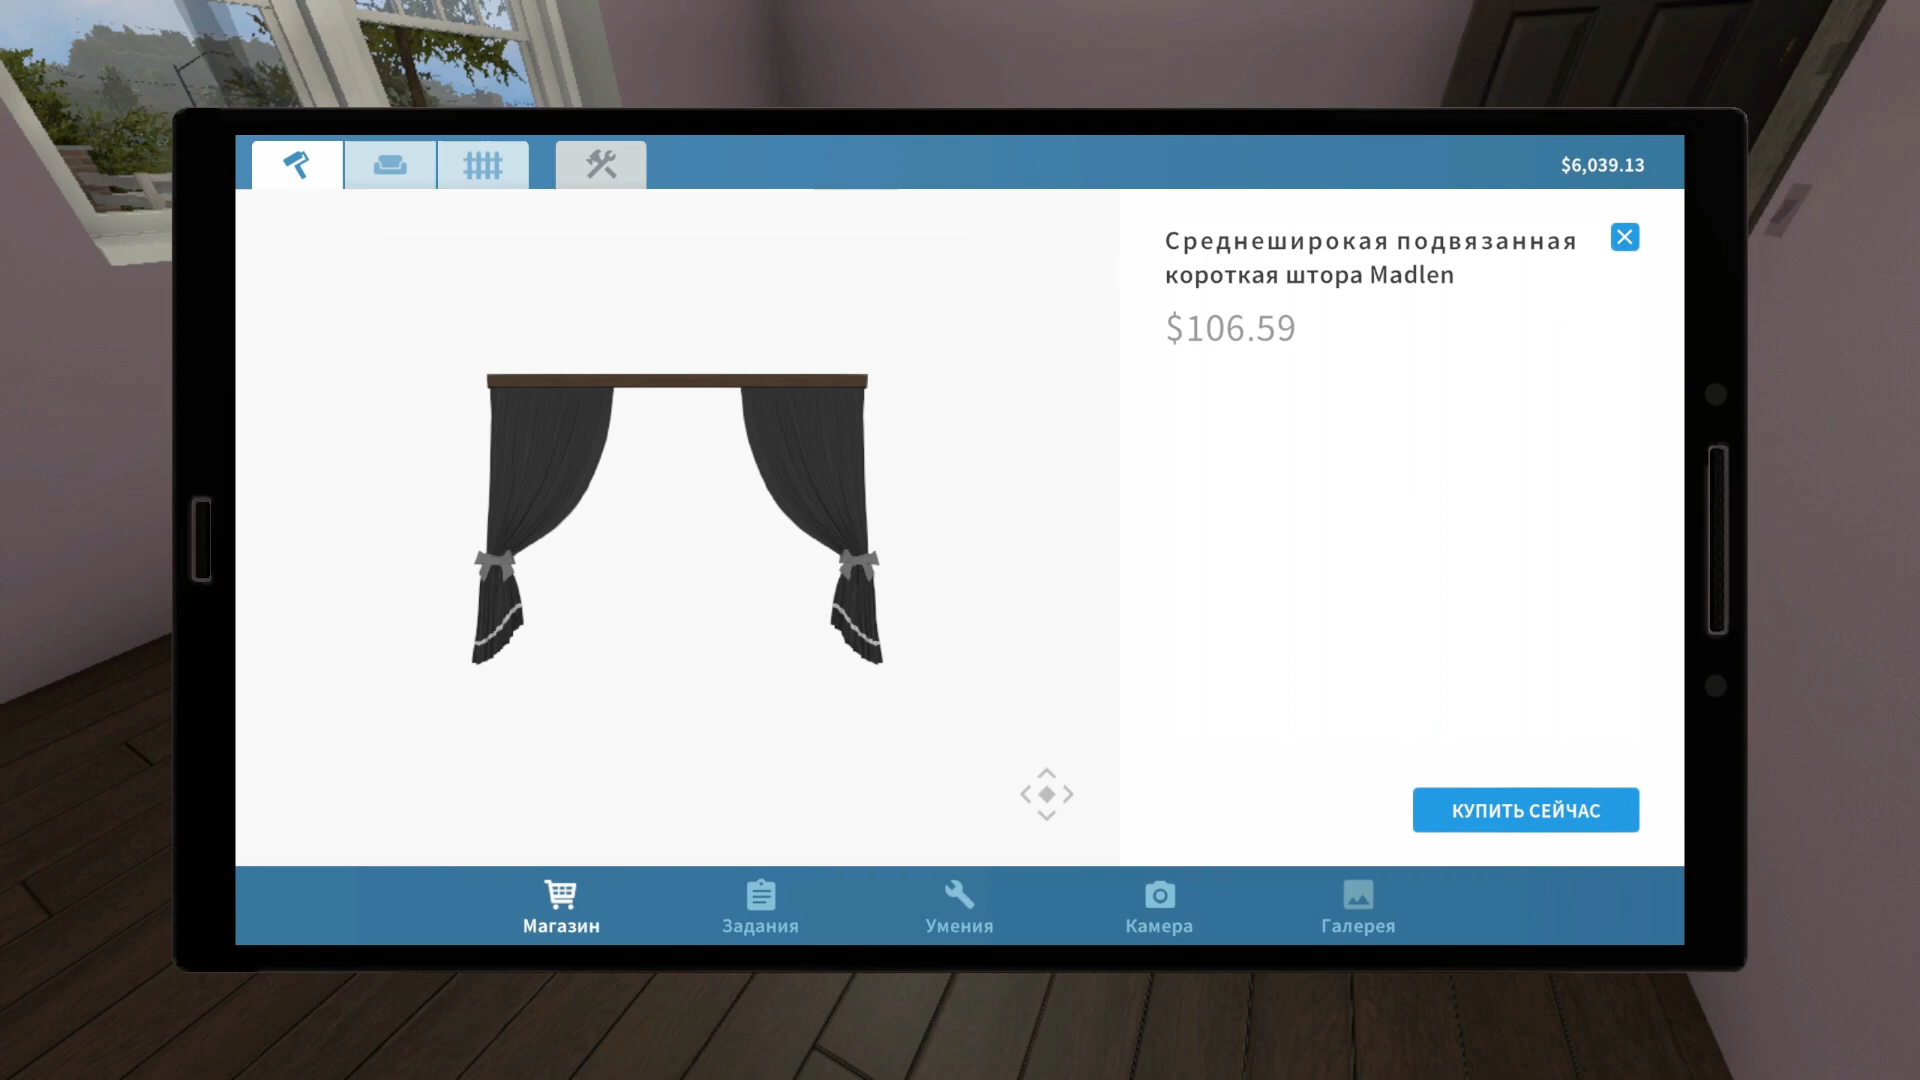 $6,039.13
Среднеширокая подвязанная
короткая штора Madlen
$106.59
КУПИТЬ СЕЙЧАС
Магазин
Задания
Умения
Камера
Галерея